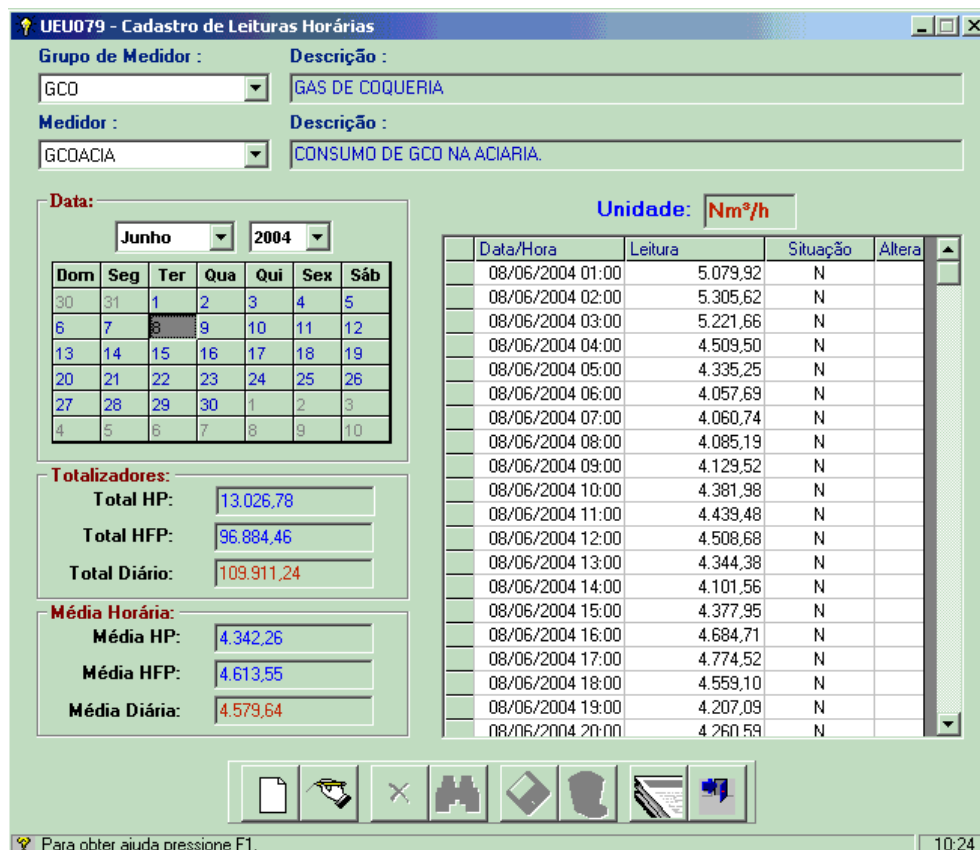 UEU079 - Cadastro de Leituras Horárias
Grupo de Medidor : Descrição :
GCO GAS DE COQUERIA
Medidor : Descrição :
GCOACIA CONSUMO DE GCO NA ACIARIA.
Data:
Junho 2004
Dom Seg Ter Qua Qui Sex Sáb
30 31 1 2 3 4 5
6 7 8 9 10 11 12
13 14 15 16 17 18 19
20 21 22 23 24 25 26
27 28 29 30 1 2 3
4 5 6 7 8 9 10
Totalizadores:
Total HP: 13.026,78
Total HFP: 96.884,46
Total Diário: 109.911,24
Média Horária:
Média HP: 4.342,26
Média HFP: 4.613,55
Média Diária: 4.579,64
Unidade: Nm³/h
Data/Hora Leitura Situação Altera
08/06/2004 01:00 5.079,92 N
08/06/2004 02:00 5.305,62 N
08/06/2004 03:00 5.221,66 N
08/06/2004 04:00 4.509,50 N
08/06/2004 05:00 4.335,25 N
08/06/2004 06:00 4.057,69 N
08/06/2004 07:00 4.060,74 N
08/06/2004 08:00 4.085,19 N
08/06/2004 09:00 4.129,52 N
08/06/2004 10:00 4.381,98 N
08/06/2004 11:00 4.439,48 N
08/06/2004 12:00 4.508,68 N
08/06/2004 13:00 4.344,38 N
08/06/2004 14:00 4.101,56 N
08/06/2004 15:00 4.377,95 N
08/06/2004 16:00 4.684,71 N
08/06/2004 17:00 4.774,52 N
08/06/2004 18:00 4.559,10 N
08/06/2004 19:00 4.207,09 N
08/06/2004 20:00 4.260,59 N
Para obter ajuda pressione F1. 10:24